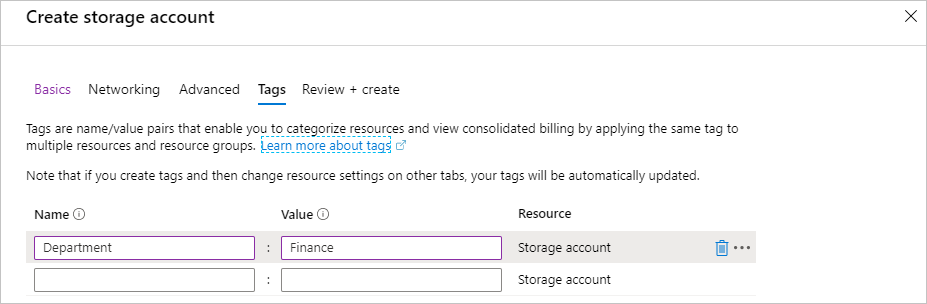 Create storage account
Basics Networking Advanced Tags Review + create
Tags are name/value pairs that enable you to categorize resources and view consolidated billing by applying the same tag to
multiple resources and resource groups. Learn more about tags
Note that if you create tags and then change resource settings on other tabs, your tags will be automatically updated.
Name Value Resource
Department : Finance Storage account
: Storage account